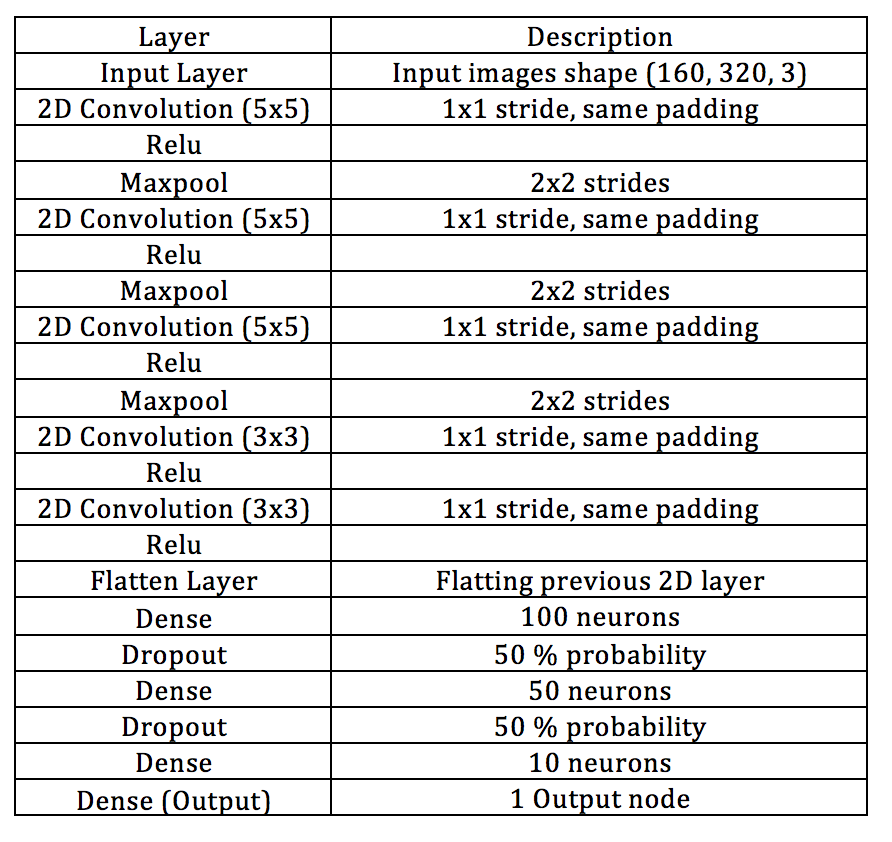 Layer Description
Input Layer Input images shape (160, 320, 3)
2D Convolution (5x5) 1x1 stride, same padding
Relu
Maxpool 2x2 strides
2D Convolution (5x5) 1x1 stride, same padding
Relu
Maxpool 2x2 strides
2D Convolution (5x5) 1x1 stride, same padding
Relu
Maxpool 2x2 strides
2D Convolution (3x3) 1x1 stride, same padding
Relu
2D Convolution (3x3) 1x1 stride, same padding
Relu
Flatten Layer Flatting previous 2D layer
Dense 100 neurons
Dropout 50 % probability
Dense 50 neurons
Dropout 50 % probability
Dense 10 neurons
Dense (Output) 1 Output node